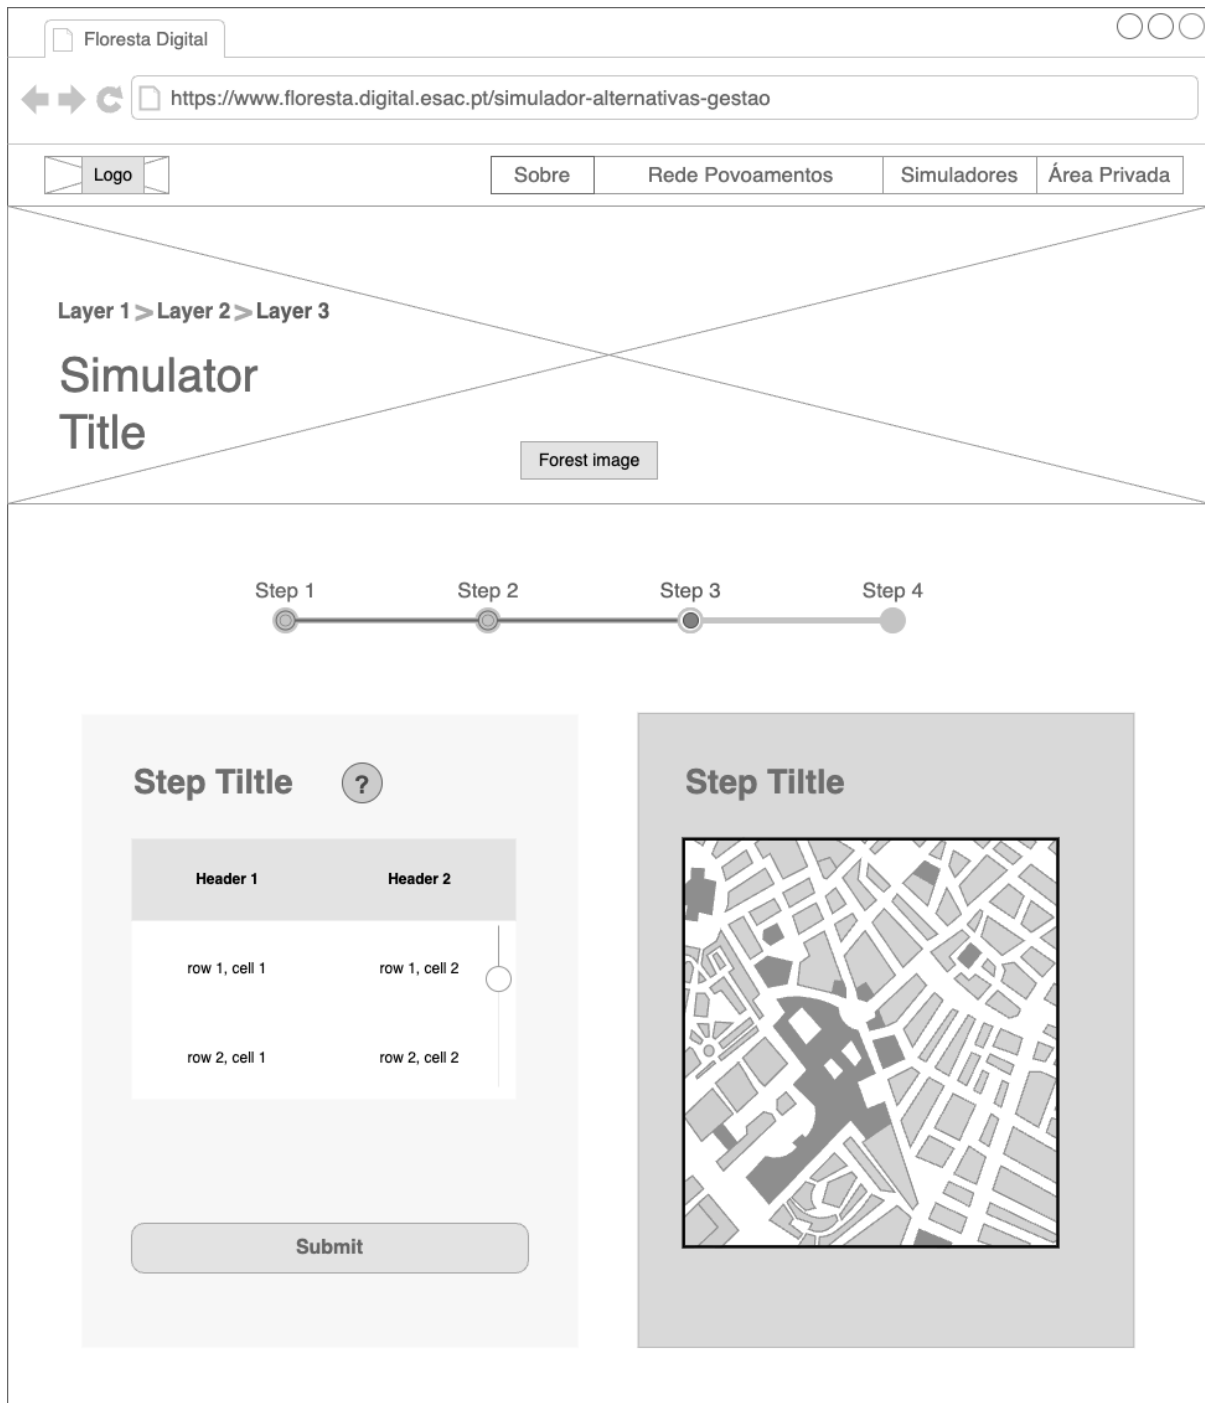 Floresta Digital
https://www.floresta.digital.esac.pt/simulador-alternativas-gestao
Logo
Sobre Rede Povoamentos Simuladores Área Privada
Layer 1 > Layer 2 > Layer 3
Simulator
Title
Forest image
Step 1 Step 2 Step 3 Step 4
Step Tiltle ?
Header 1 Header 2
row 1, cell 1 row 1, cell 2
row 2, cell 1 row 2, cell 2
Submit
Step Tiltle